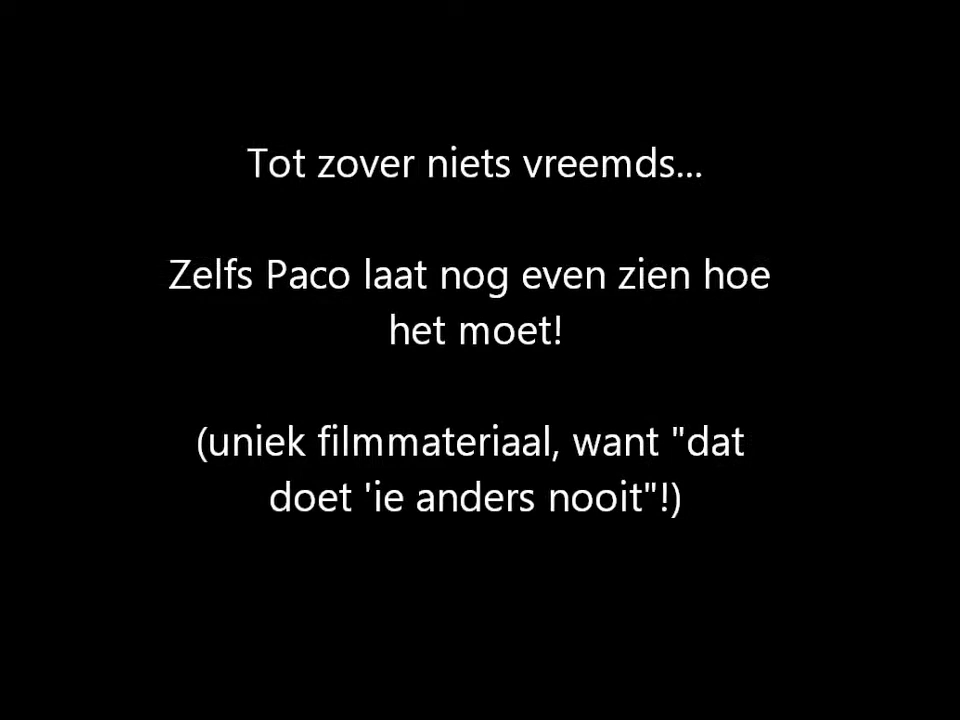 Tot zover niets vreemds...
Zelfs Paco laat nog even zien hoe
het moet!
(uniek filmmateriaal, want "dat
doet 'ie anders nooit"!)